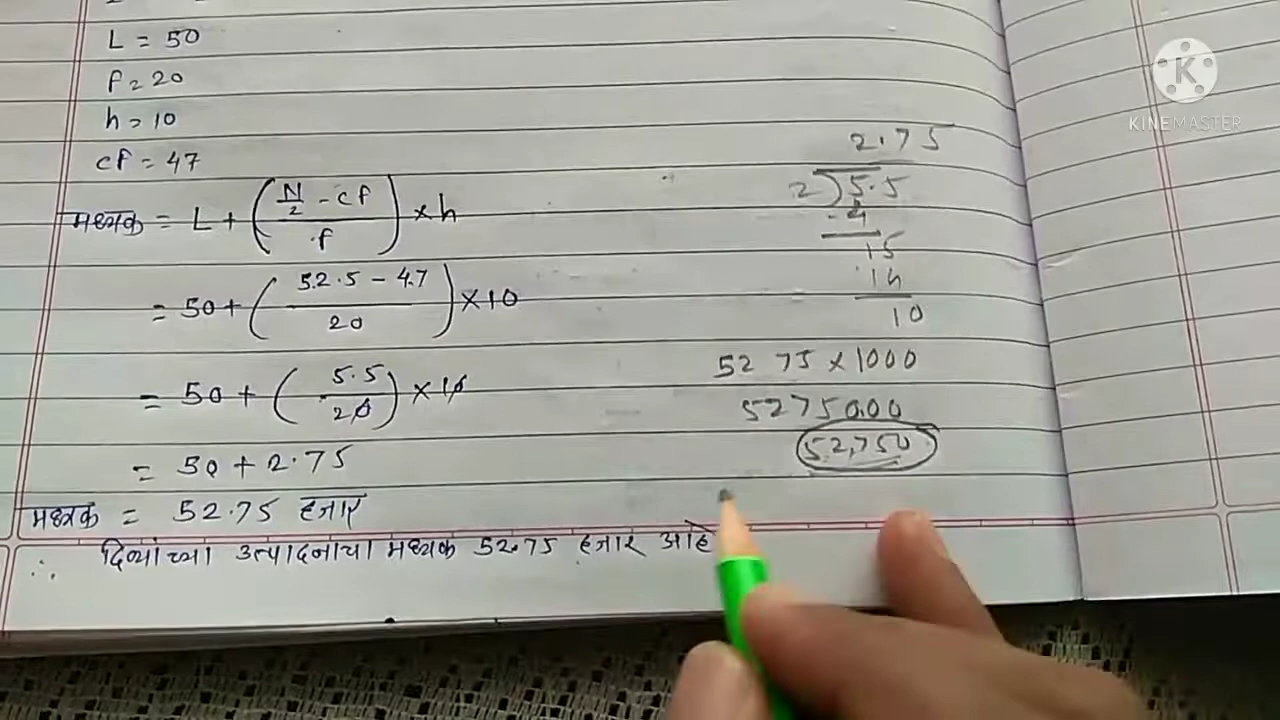 L = 50
f = 20
h = 10
cf = 47
मध्यक = L + ( N/2 - cf / f ) × h
= 50 + ( 52.5 - 47 / 20 ) × 10
= 50 + ( 5.5 / 20 ) × 10
= 50 + 2.75
मध्यक = 52.75 हजार
∴ दिव्यांच्या उत्पादनाचा मध्यक 52.75 हजार आहे
2.75
2 ) 5.5
- 4
15
14
10
52 75 × 1000
5275000
52,750
K
KINEMASTER